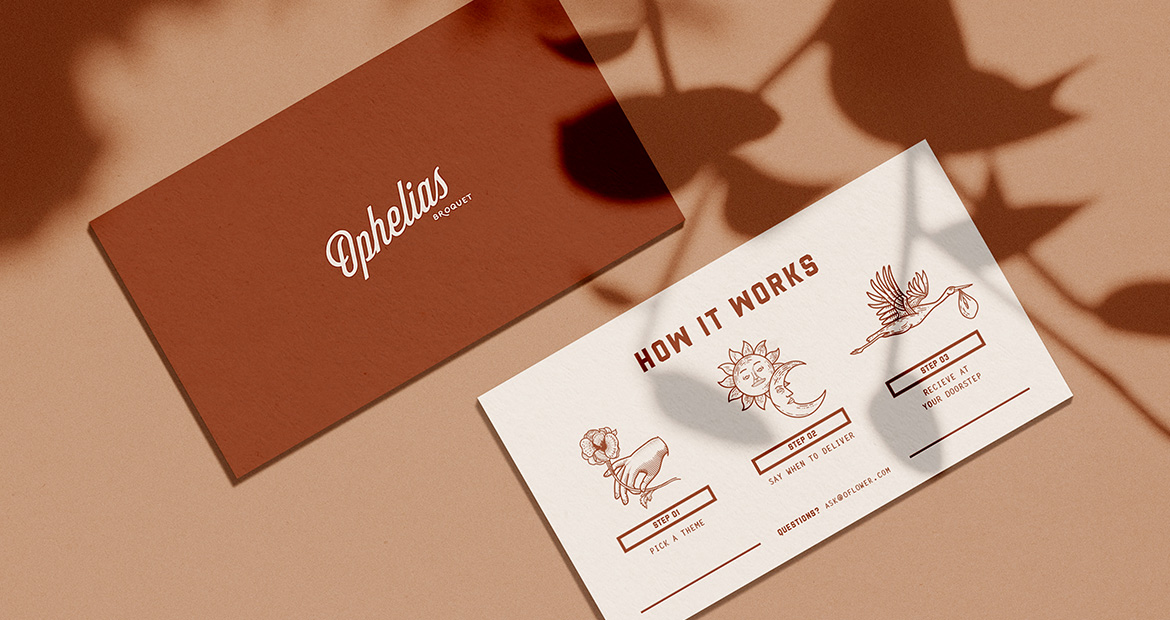 Ophelias
BROQUET
HOW IT WORKS
STEP 01
PICK A THEME
STEP 02
SAY WHEN TO DELIVER
STEP 03
RECIEVE AT
YOUR DOORSTEP
QUESTIONS? ASK@OFLOWER.COM